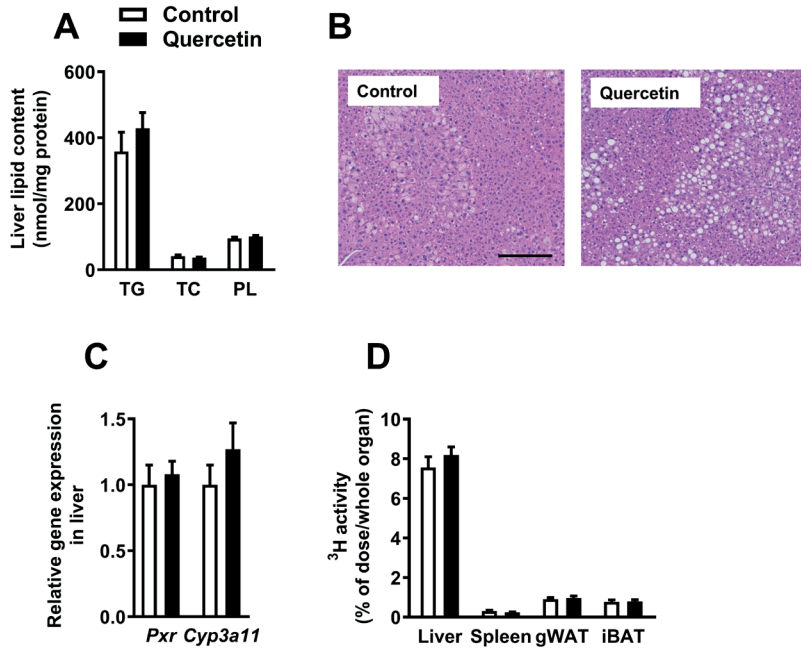 A
Control
Quercetin
Liver lipid content
(nmol/mg protein)
600
400
200
0
TG TC PL
B
Control
Quercetin
C
Relative gene expression
in liver
1.5
1.0
0.5
0.0
Pxr Cyp3a11
D
³H activity
(% of dose/whole organ)
10
8
6
4
2
0
Liver Spleen gWAT iBAT